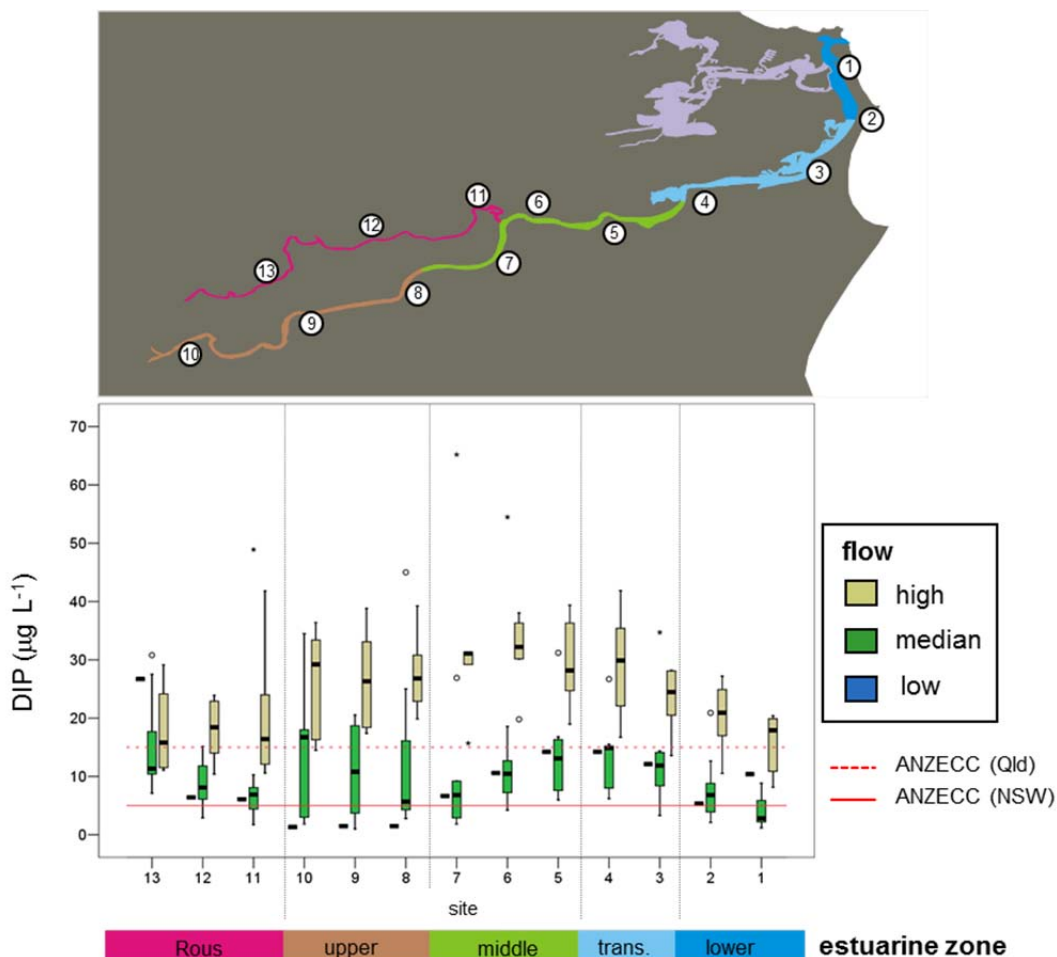 1
2
3
4
11
6
12
5
13
7
8
9
10
70
60
50
40
30
20
10
0
DIP (µg L-1)
flow
high
median
low
ANZECC (Qld)
ANZECC (NSW)
13 12 11 10 9 8 7 6 5 4 3 2 1
site
Rous upper middle trans. lower estuarine zone